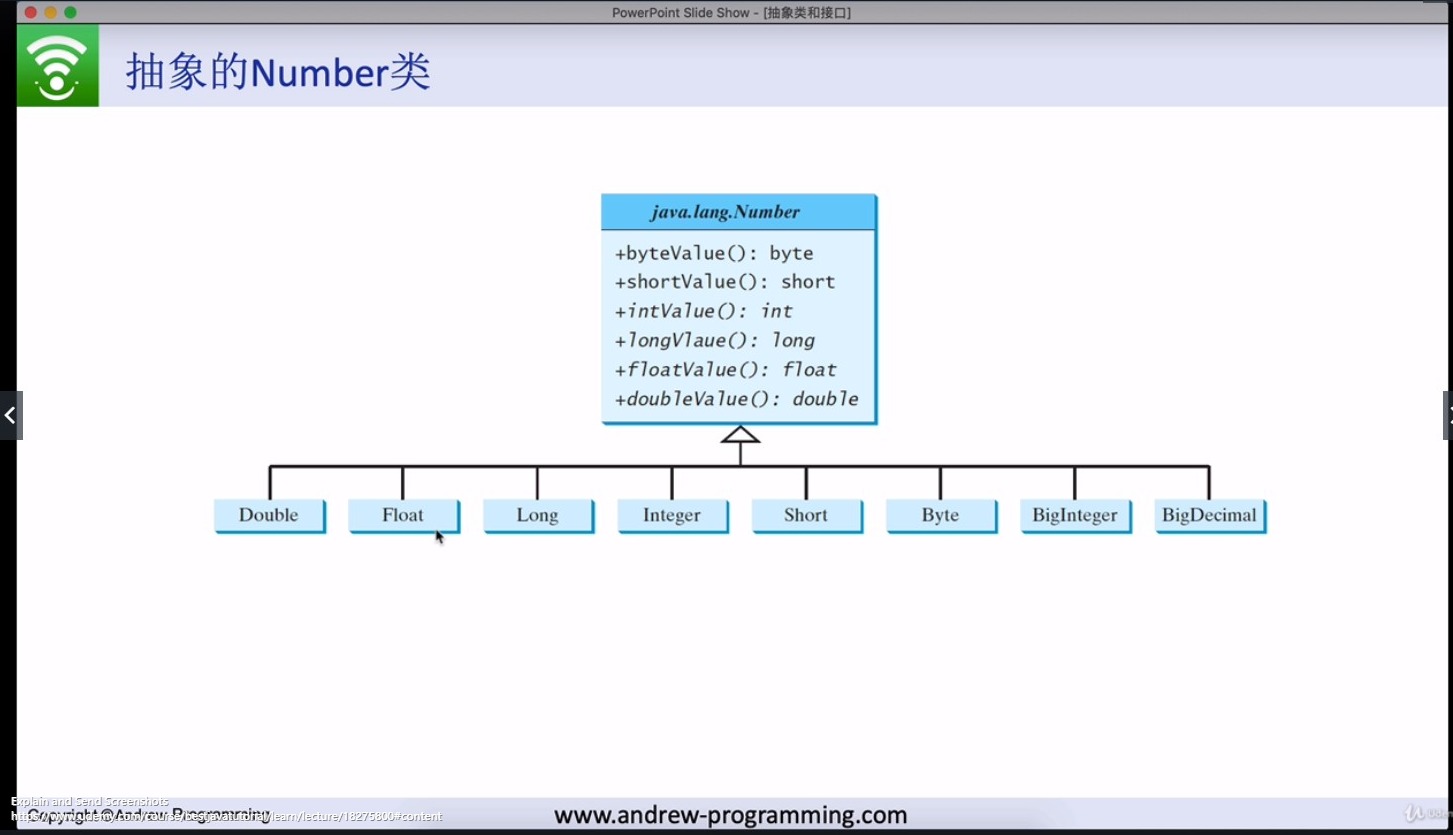 PowerPoint Slide Show - [抽象类和接口]
抽象的Number类
java.lang.Number
+byteValue(): byte
+shortValue(): short
+intValue(): int
+longVlaue(): long
+floatValue(): float
+doubleValue(): double
Double Float Long Integer Short Byte BigInteger BigDecimal
Explain and Send Screenshots
Copyright©Andrew Programming
https://www.udemy.com/course/bestjavatutorial/learn/lecture/18275800#content
www.andrew-programming.com